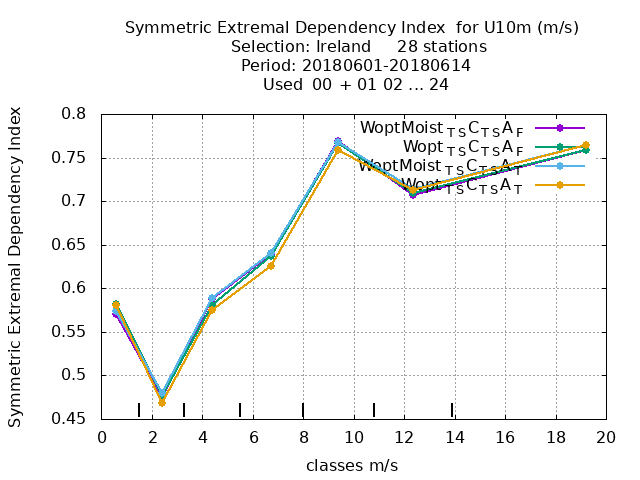 Symmetric Extremal Dependency Index  for U10m (m/s)
Selection: Ireland     28 stations
Period: 20180601-20180614
Used  00  + 01 02 ... 24
Symmetric Extremal Dependency Index
0.8
0.75
0.7
0.65
0.6
0.55
0.5
0.45
WoptMoist TS C TS A F
Wopt TS C TS A F
WoptMoist TS C TS A T
Wopt TS C TS A T
0 2 4 6 8 10 12 14 16 18 20
classes m/s